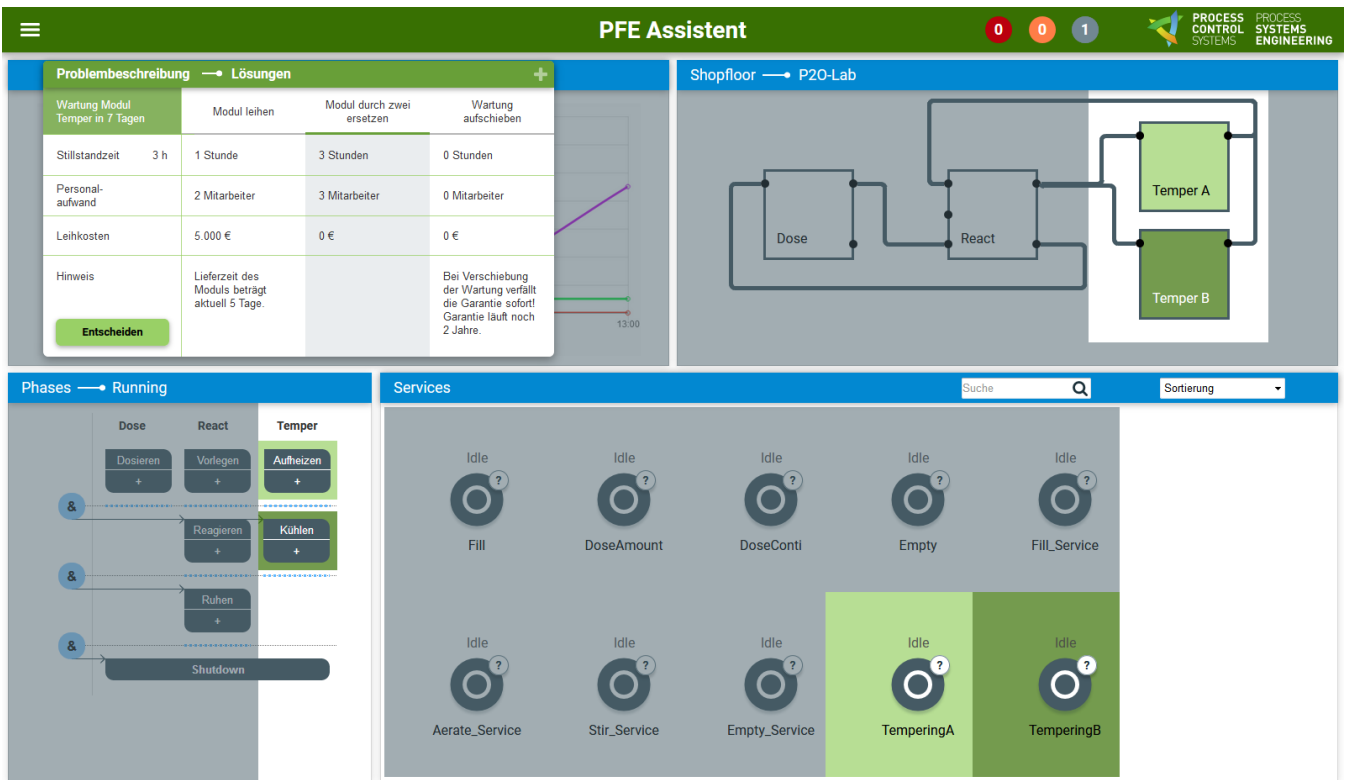 PFE Assistent
0 0 1
PROCESS CONTROL SYSTEMS
PROCESS SYSTEMS ENGINEERING
Problembeschreibung Lösungen +
Wartung Modul
Temper in 7 Tagen
Modul leihen
Modul durch zwei
ersetzen
Wartung
aufschieben
Stillstandzeit 3 h 1 Stunde 3 Stunden 0 Stunden
Personal-
aufwand
2 Mitarbeiter 3 Mitarbeiter 0 Mitarbeiter
Leihkosten 5.000 € 0 € 0 €
Hinweis
Lieferzeit des
Moduls beträgt
aktuell 5 Tage.
Bei Verschiebung
der Wartung verfällt
die Garantie sofort!
Garantie läuft noch
2 Jahre.
Entscheiden
13:00
Shopfloor P2O-Lab
Dose
React
Temper A
Temper B
Phases Running
Dose React Temper
Dosieren Vorlegen Aufheizen
+ + +
&
Reagieren Kühlen
+ +
&
Ruhen
+
&
Shutdown
Services
Suche
Sortierung
Idle Idle Idle Idle Idle
? ? ? ? ?
Fill DoseAmount DoseConti Empty Fill_Service
Idle Idle Idle Idle Idle
? ? ? ? ?
Aerate_Service Stir_Service Empty_Service TemperingA TemperingB